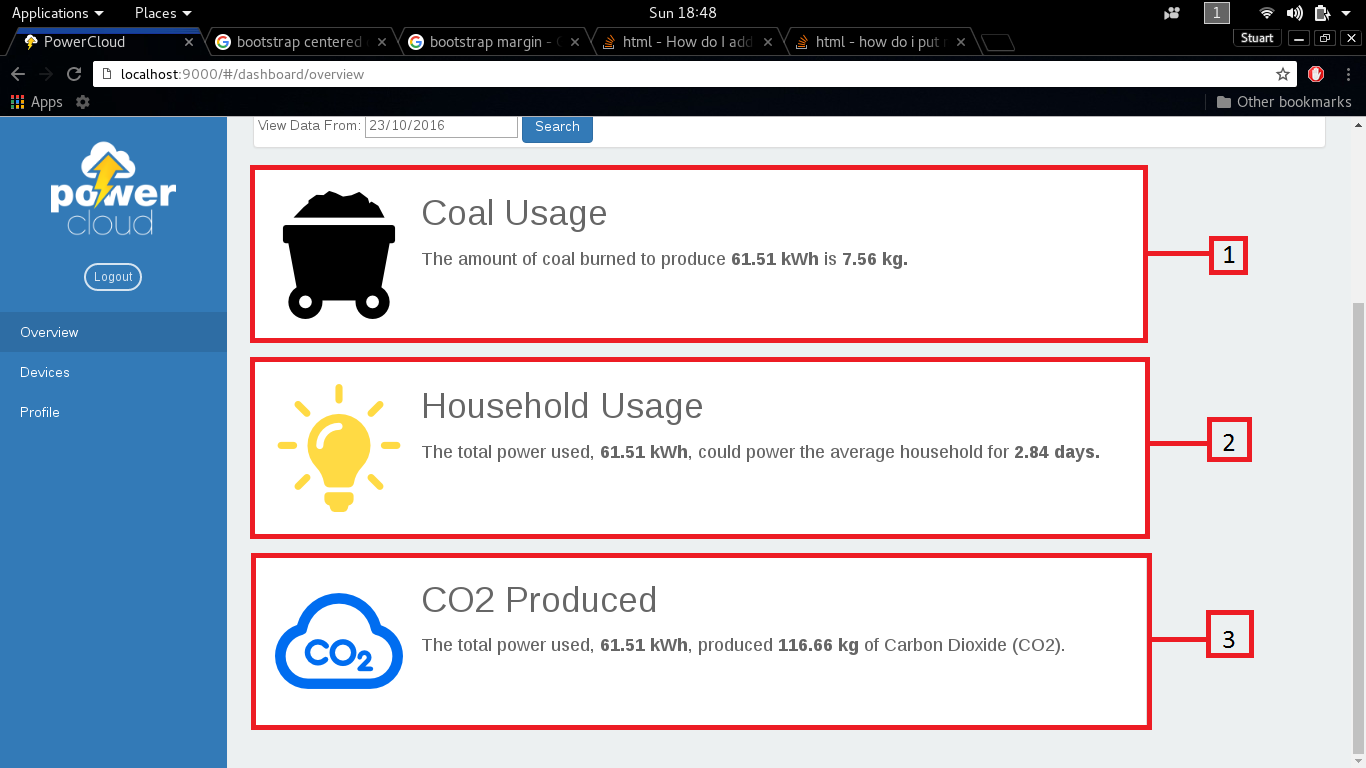 Applications Places Sun 18:48 1
PowerCloud bootstrap centered bootstrap margin - html - How do I add html - how do i put Stuart
localhost:9000/#/dashboard/overview
Apps Other bookmarks
power
cloud
Logout
Overview
Devices
Profile
View Data From: 23/10/2016 Search
Coal Usage
The amount of coal burned to produce 61.51 kWh is 7.56 kg.
1
Household Usage
The total power used, 61.51 kWh, could power the average household for 2.84 days.
2
CO2 Produced
CO2
The total power used, 61.51 kWh, produced 116.66 kg of Carbon Dioxide (CO2).
3